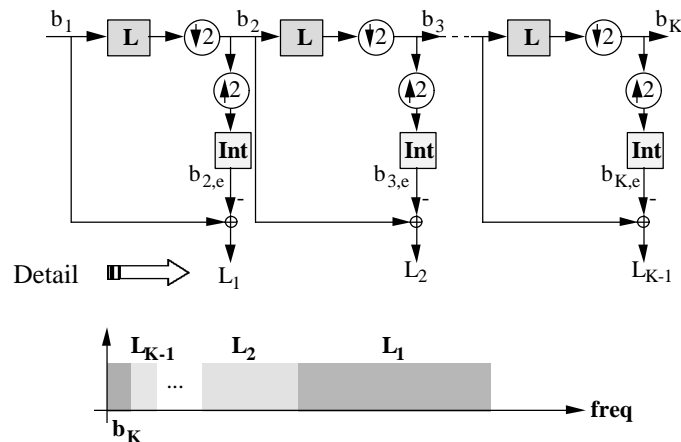 b1 L 2 b2 L 2 b3 L 2 bK
2 2 2
Int Int Int
b2,e - b3,e - bK,e -
Detail L1 L2 LK-1
LK-1 ... L2 L1
freq
bK